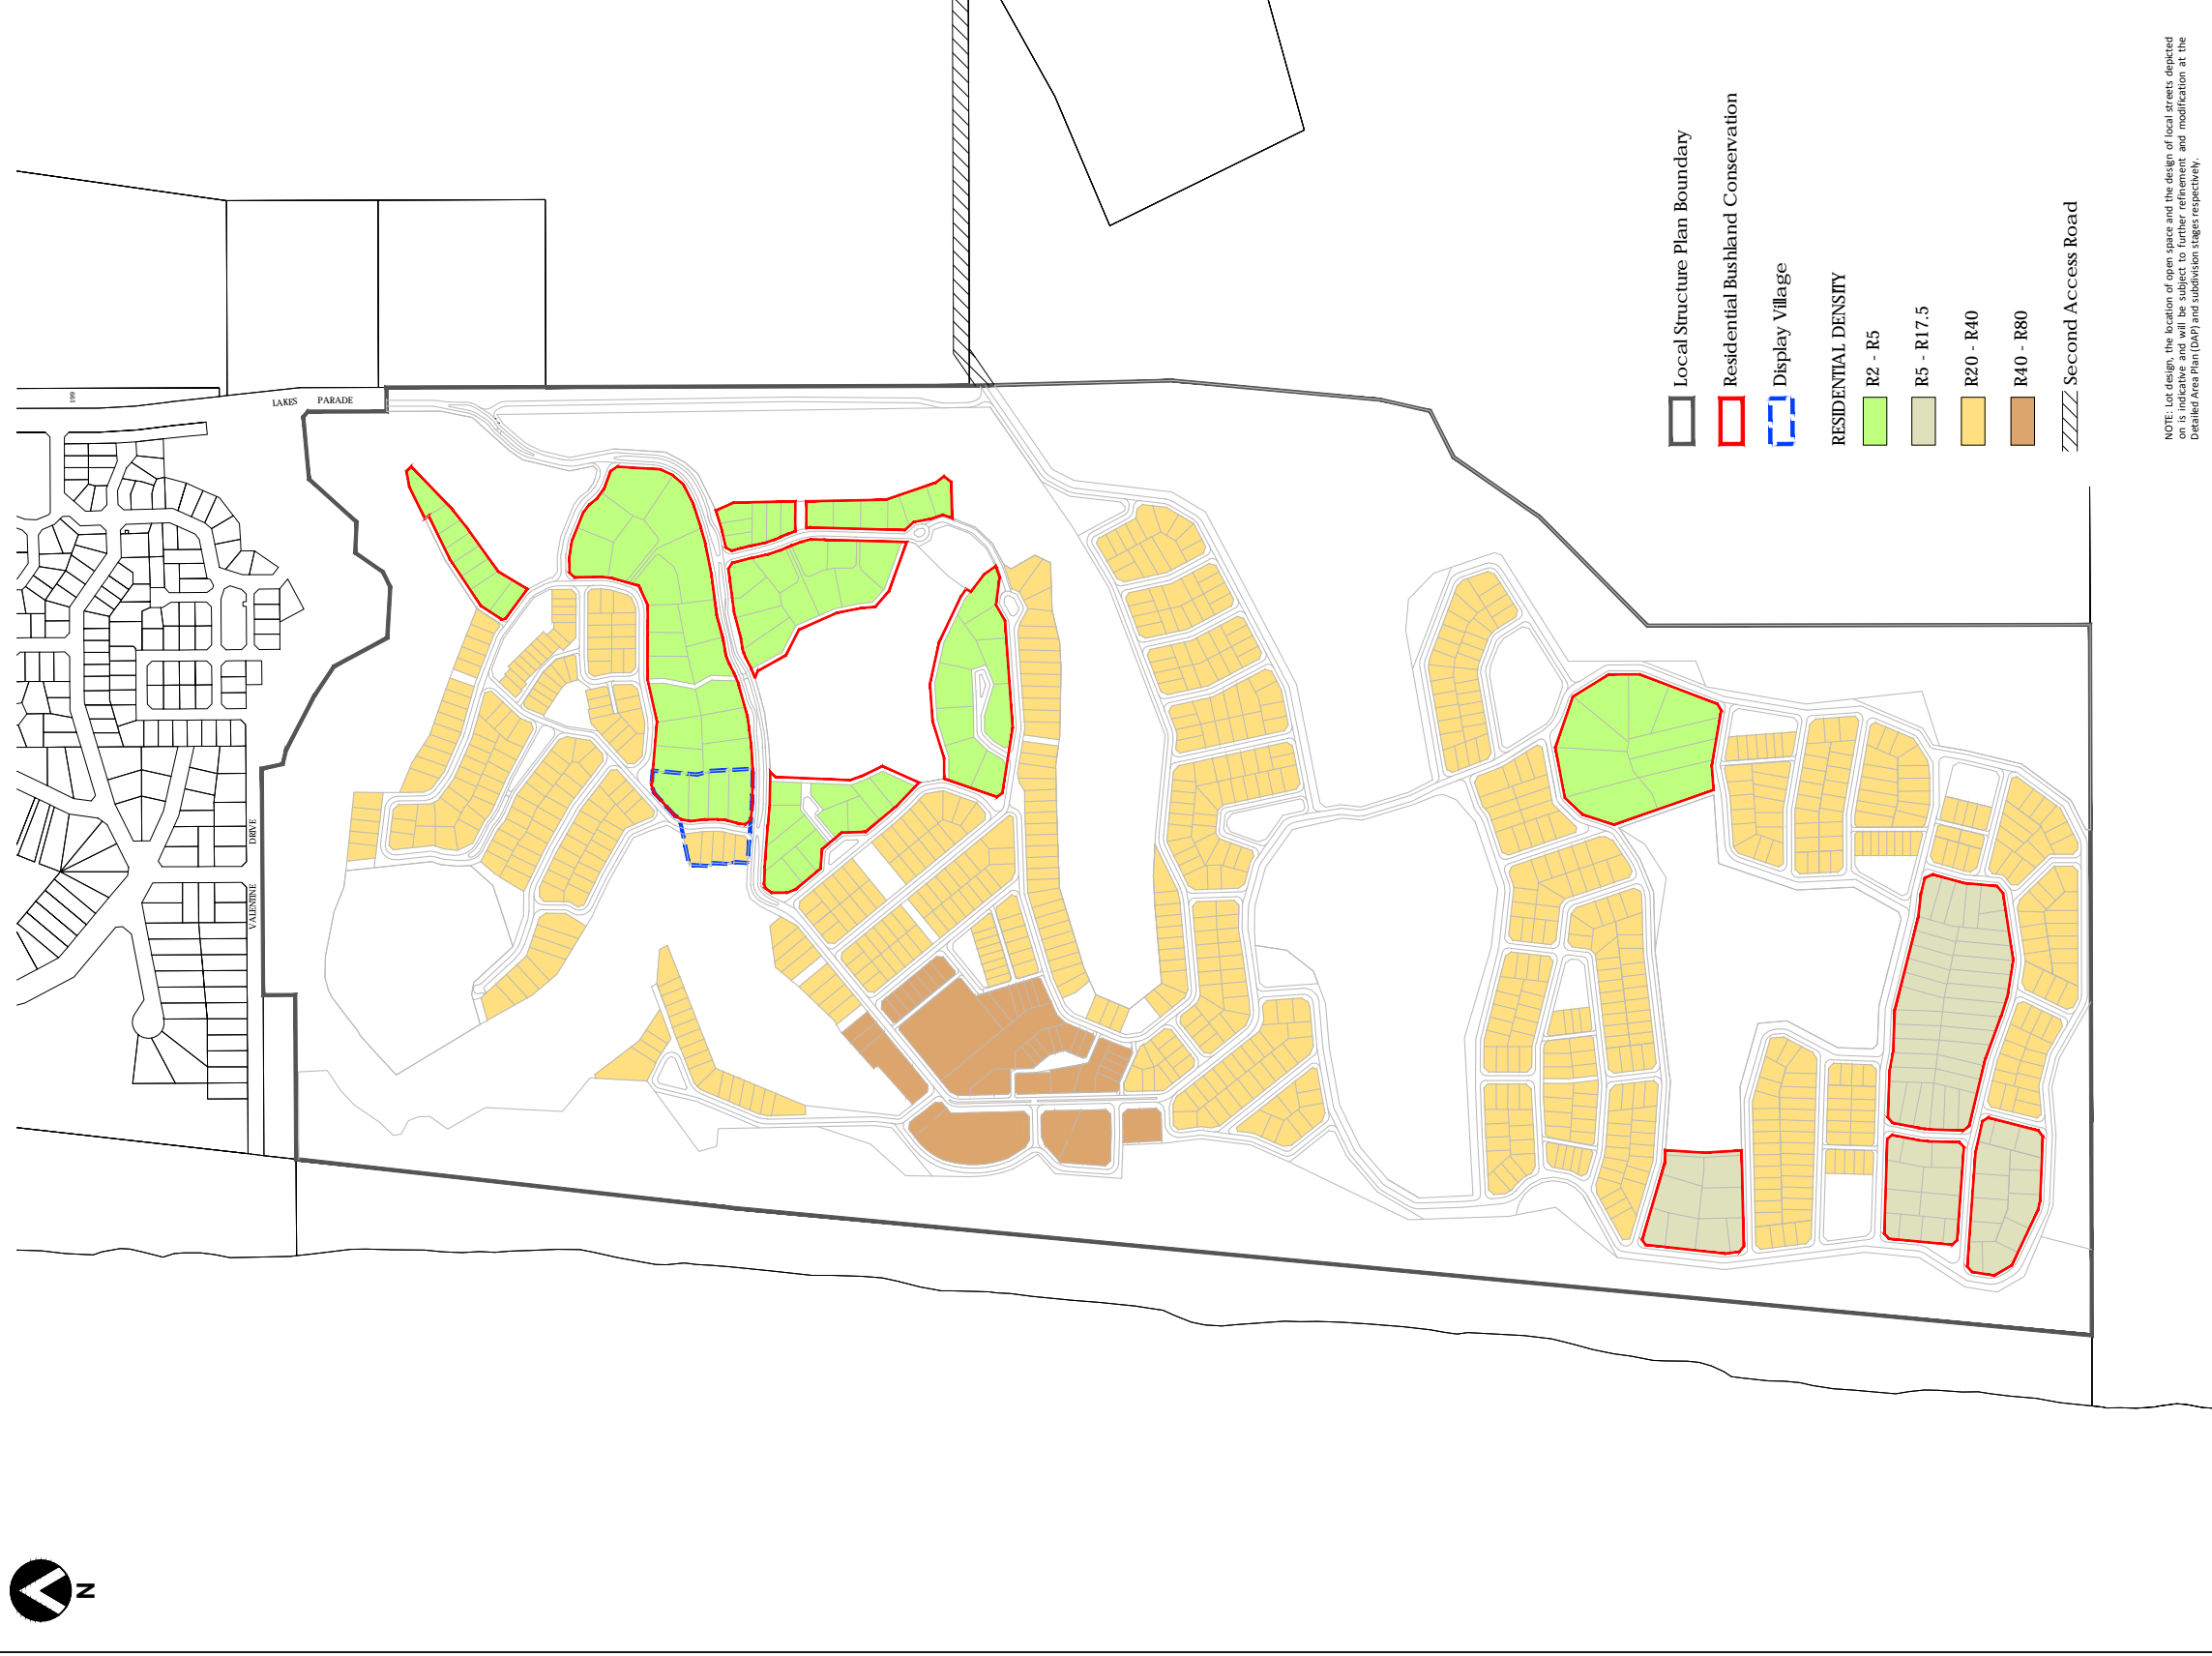 199
LAKES PARADE
VALENTINE DRIVE
Local Structure Plan Boundary
Residential Bushland Conservation
Display Village
RESIDENTIAL DENSITY
R2 - R5
R5 - R17.5
R20 - R40
R40 - R80
Second Access Road
NOTE: Lot design, the location of open space and the design of local streets depicted
on is indicative and will be subject to further refinement and modification at the
Detailed Area Plan (DAP) and subdivision stages respectively.
N